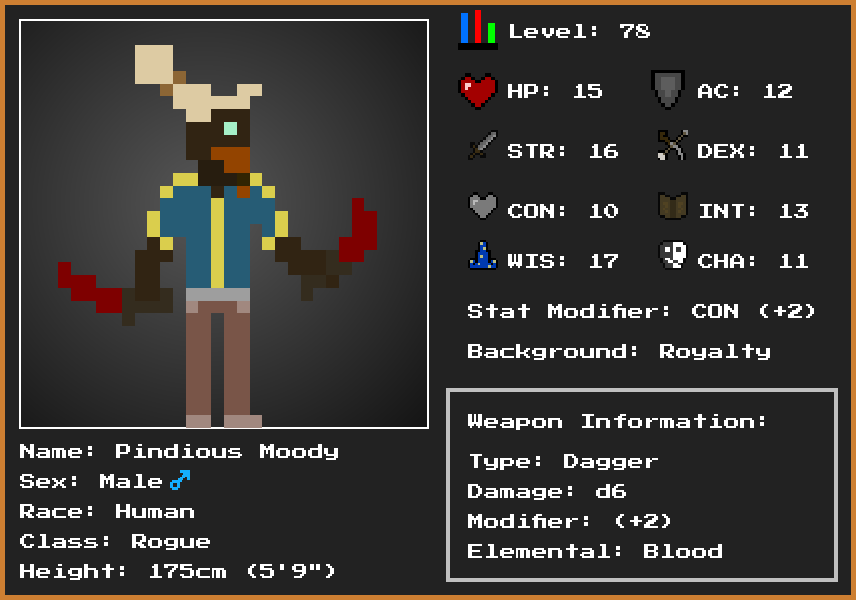 Level: 78
HP: 15
AC: 12
STR: 16
DEX: 11
CON: 10
INT: 13
WIS: 17
CHA: 11
Stat Modifier: CON (+2)
Background: Royalty
Weapon Information:
Type: Dagger
Damage: d6
Modifier: (+2)
Elemental: Blood
Name: Pindious Moody
Sex: Male ♂
Race: Human
Class: Rogue
Height: 175cm (5'9")